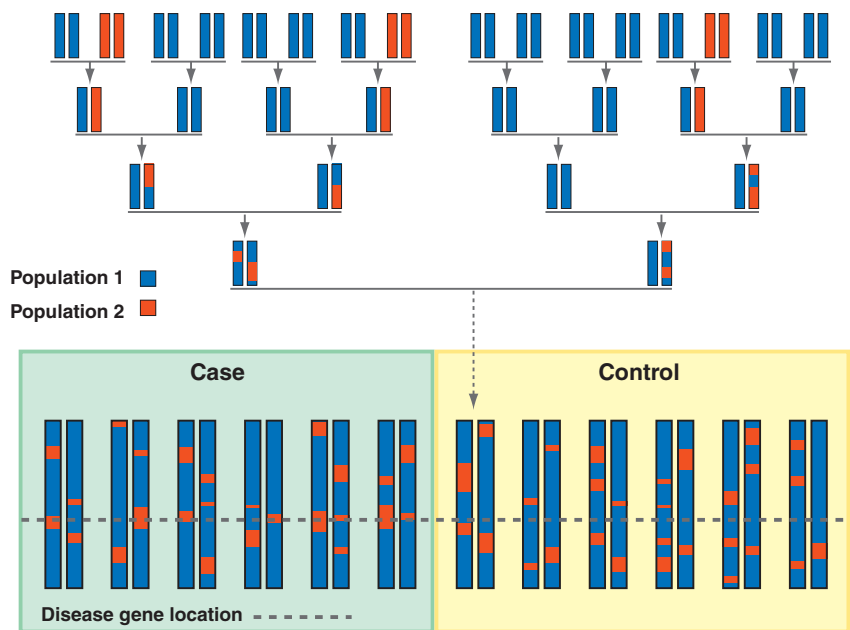 Population 1
Population 2
Case
Control
Disease gene location